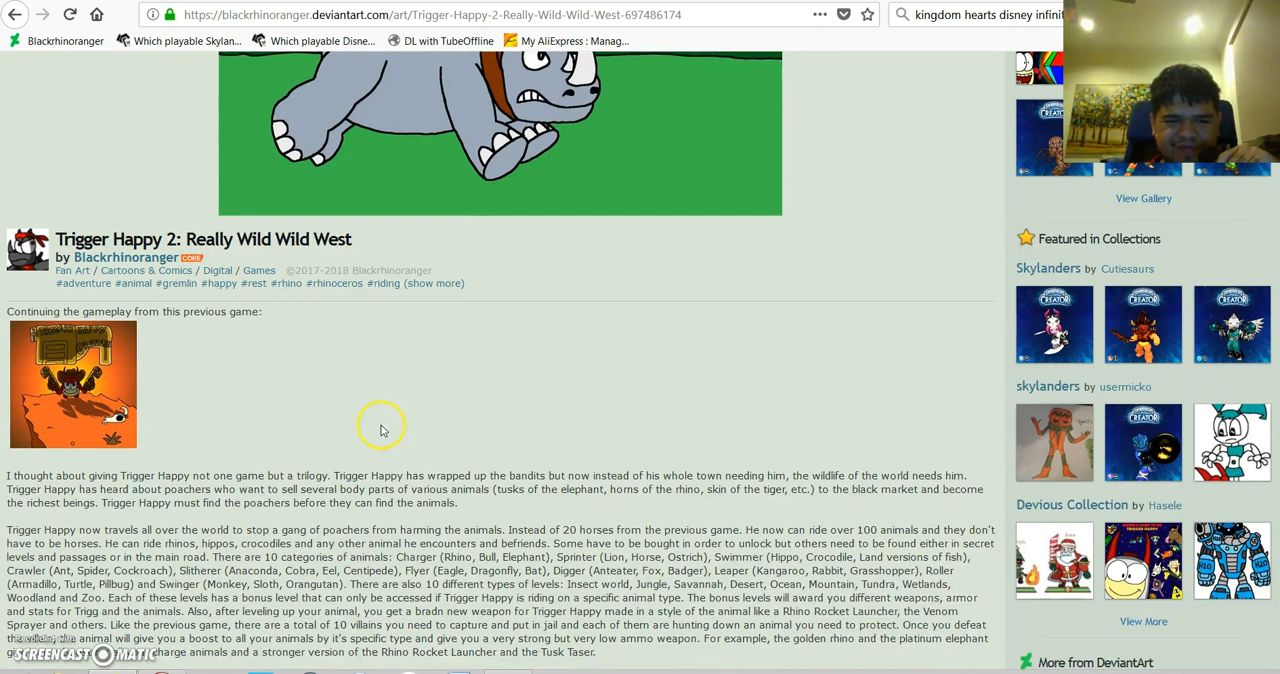 https://blackrhinoranger.deviantart.com/art/Trigger-Happy-2-Really-Wild-Wild-West-697486174
kingdom hearts disney infinit
Blackrhinoranger
Which playable Skylan...
Which playable Disne...
DL with TubeOffline
My AliExpress : Manag...
View Gallery
Trigger Happy 2: Really Wild Wild West
by Blackrhinoranger CORE
Fan Art / Cartoons & Comics / Digital / Games ©2017-2018 Blackrhinoranger
#adventure #animal #gremlin #happy #rest #rhino #rhinoceros #riding (show more)
Continuing the gameplay from this previous game:
I thought about giving Trigger Happy not one game but a trilogy. Trigger Happy has wrapped up the bandits but now instead of his whole town needing him, the wildlife of the world needs him.
Trigger Happy has heard about poachers who want to sell several body parts of various animals (tusks of the elephant, horns of the rhino, skin of the tiger, etc.) to the black market and become
the richest beings. Trigger Happy must find the poachers before they can find the animals.
Trigger Happy now travels all over the world to stop a gang of poachers from harming the animals. Instead of 20 horses from the previous game. He now can ride over 100 animals and they don't
have to be horses. He can ride rhinos, hippos, crocodiles and any other animal he encounters and befriends. Some have to be bought in order to unlock but others need to be found either in secret
levels and passages or in the main road. There are 10 categories of animals: Charger (Rhino, Bull, Elephant), Sprinter (Lion, Horse, Ostrich), Swimmer (Hippo, Crocodile, Land versions of fish),
Crawler (Ant, Spider, Cockroach), Slitherer (Anaconda, Cobra, Eel, Centipede), Flyer (Eagle, Dragonfly, Bat), Digger (Anteater, Fox, Badger), Leaper (Kangaroo, Rabbit, Grasshopper), Roller
(Armadillo, Turtle, Pillbug) and Swinger (Monkey, Sloth, Orangutan). There are also 10 different types of levels: Insect world, Jungle, Savannah, Desert, Ocean, Mountain, Tundra, Wetlands,
Woodland and Zoo. Each of these levels has a bonus level that can only be accessed if Trigger Happy is riding on a specific animal type. The bonus levels will award you different weapons, armor
and stats for Trigg and the animals. Also, after leveling up your animal, you get a bradn new weapon for Trigger Happy made in a style of the animal like a Rhino Rocket Launcher, the Venom
Sprayer and others. Like the previous game, there are a total of 10 villains you need to capture and put in jail and each of them are hunting down an animal you need to protect. Once you defeat
animal will give you a boost to all your animals by it's specific type and give you a very strong but very low ammo weapon. For example, the golden rhino and the platinum elephant
charge animals and a stronger version of the Rhino Rocket Launcher and the Tusk Taser.
SCREENCAST-O-MATIC
Featured in Collections
Skylanders by Cutiesaurs
CREATOR
CREATOR
CREATOR
skylanders by usermicko
CREATOR
Devious Collection by Hasele
View More
More from DeviantArt